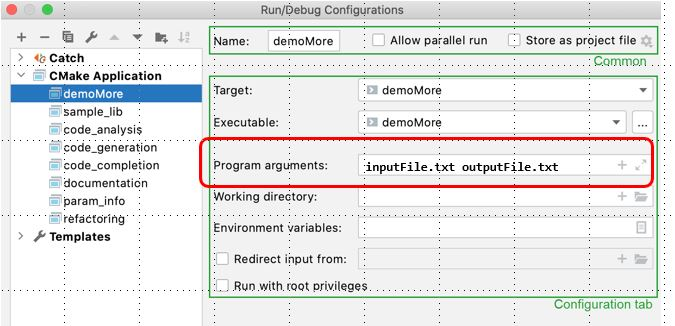 Run/Debug Configurations
Name: demoMore Allow parallel run Store as project file
Common
Catch
CMake Application
demoMore
sample_lib
code_analysis
code_generation
code_completion
documentation
param_info
refactoring
Templates
Target: demoMore
Executable: demoMore ...
Program arguments: inputFile.txt outputFile.txt
Working directory:
Environment variables:
Redirect input from:
Run with root privileges
Configuration tab